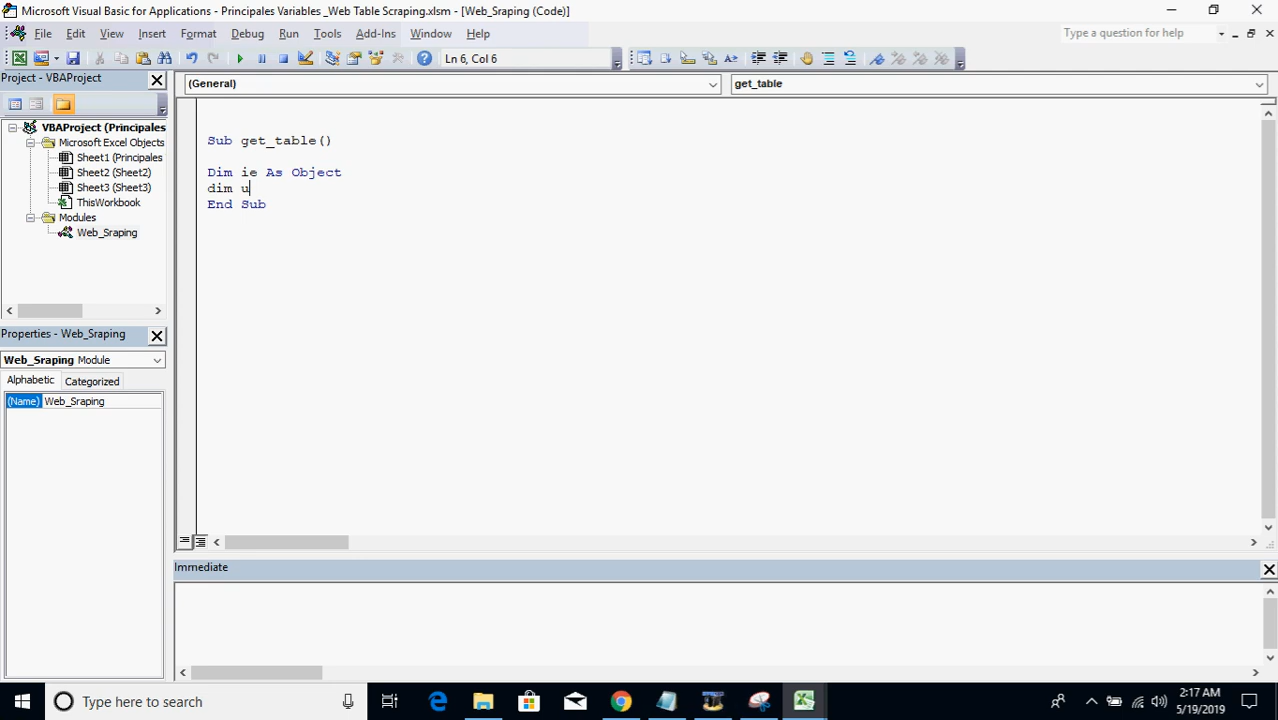 Microsoft Visual Basic for Applications - Principales Variables _Web Table Scraping.xlsm - [Web_Sraping (Code)]
File Edit View Insert Format Debug Run Tools Add-Ins Window Help
Type a question for help
Ln 6, Col 6
Project - VBAProject
(General)
get_table
VBAProject (Principales
Microsoft Excel Objects
Sheet1 (Principales
Sheet2 (Sheet2)
Sheet3 (Sheet3)
ThisWorkbook
Modules
Web_Sraping
Sub get_table()
Dim ie As Object
dim u
End Sub
Properties - Web_Sraping
Web_Sraping Module
Alphabetic Categorized
(Name) Web_Sraping
Immediate
Type here to search
2:17 AM
5/19/2019